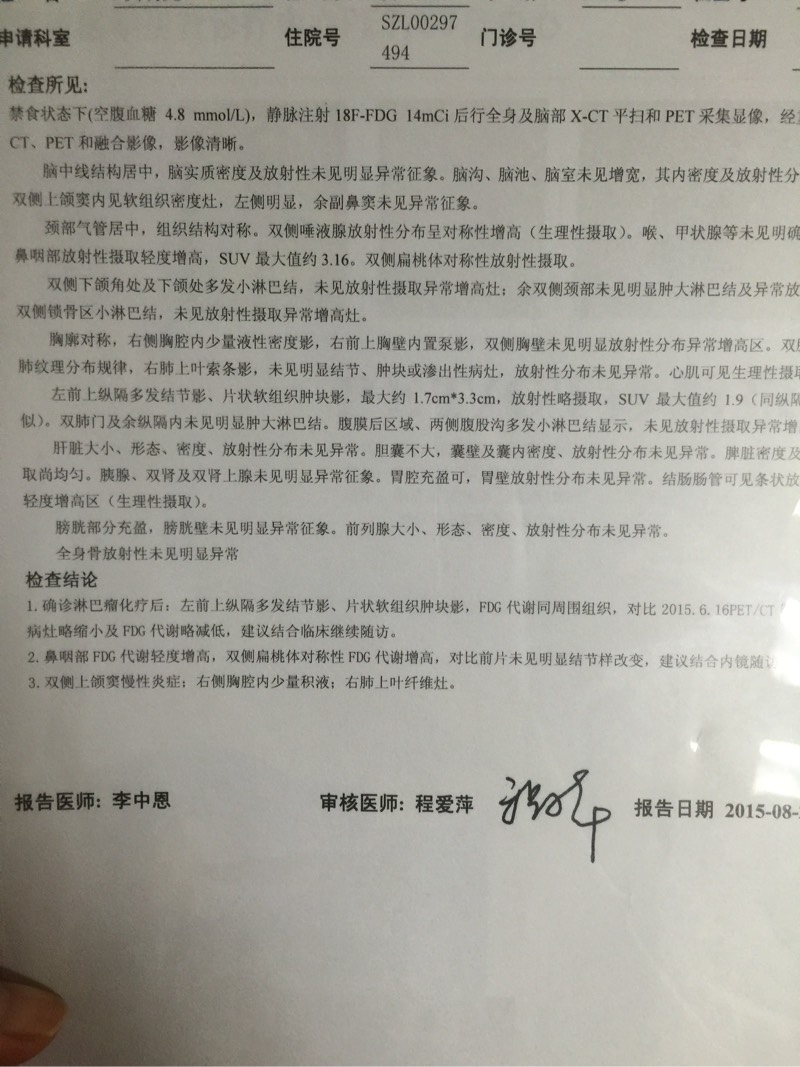 申请科室 住院号 SZL00297 门诊号 检查日期
494
检查所见:
禁食状态下(空腹血糖 4.8 mmol/L)，静脉注射 18F-FDG 14mCi 后行全身及脑部 X-CT 平扫和 PET 采集显像，经
CT、PET 和融合影像，影像清晰。
脑中线结构居中，脑实质密度及放射性未见明显异常征象。脑沟、脑池、脑室未见增宽，其内密度及放射性分
双侧上颌窦内见软组织密度灶，左侧明显，余副鼻窦未见异常征象。
颈部气管居中，组织结构对称。双侧唾液腺放射性分布呈对称性增高（生理性摄取）。喉、甲状腺等未见明确
鼻咽部放射性摄取轻度增高，SUV 最大值约 3.16。双侧扁桃体对称性放射性摄取。
双侧下颌角处及下颌处多发小淋巴结，未见放射性摄取异常增高灶；余双侧颈部未见明显肿大淋巴结及异常放
双侧锁骨区小淋巴结，未见放射性摄取异常增高灶。
胸廓对称，右侧胸腔内少量液性密度影，右前上胸壁内置泵影，双侧胸壁未见明显放射性分布异常增高区。双
肺纹理分布规律，右肺上叶索条影，未见明显结节、肿块或渗出性病灶，放射性分布未见异常。心肌可见生理性摄
左前上纵隔多发结节影、片状软组织肿块影，最大约 1.7cm*3.3cm，放射性略摄取，SUV 最大值约 1.9（同纵隔
似）。双肺门及余纵隔内未见明显肿大淋巴结。腹膜后区域、两侧腹股沟多发小淋巴结显示，未见放射性摄取异常增
肝脏大小、形态、密度、放射性分布未见异常。胆囊不大，囊壁及囊内密度、放射性分布未见异常。脾脏密度及
取尚均匀。胰腺、双肾及双肾上腺未见明显异常征象。胃腔充盈可，胃壁放射性分布未见异常。结肠肠管可见条状放
轻度增高区（生理性摄取）。
膀胱部分充盈，膀胱壁未见明显异常征象。前列腺大小、形态、密度、放射性分布未见异常。
全身骨放射性未见明显异常
检查结论
1. 确诊淋巴瘤化疗后：左前上纵隔多发结节影、片状软组织肿块影，FDG 代谢同周围组织，对比 2015.6.16PET/CT
病灶略缩小及 FDG 代谢略减低，建议结合临床继续随访。
2. 鼻咽部 FDG 代谢轻度增高，双侧扁桃体对称性 FDG 代谢增高，对比前片未见明显结节样改变，建议结合内镜随访
3. 双侧上颌窦慢性炎症；右侧胸腔内少量积液；右肺上叶纤维灶。
报告医师: 李中恩 审核医师: 程爱萍 报告日期 2015-08-